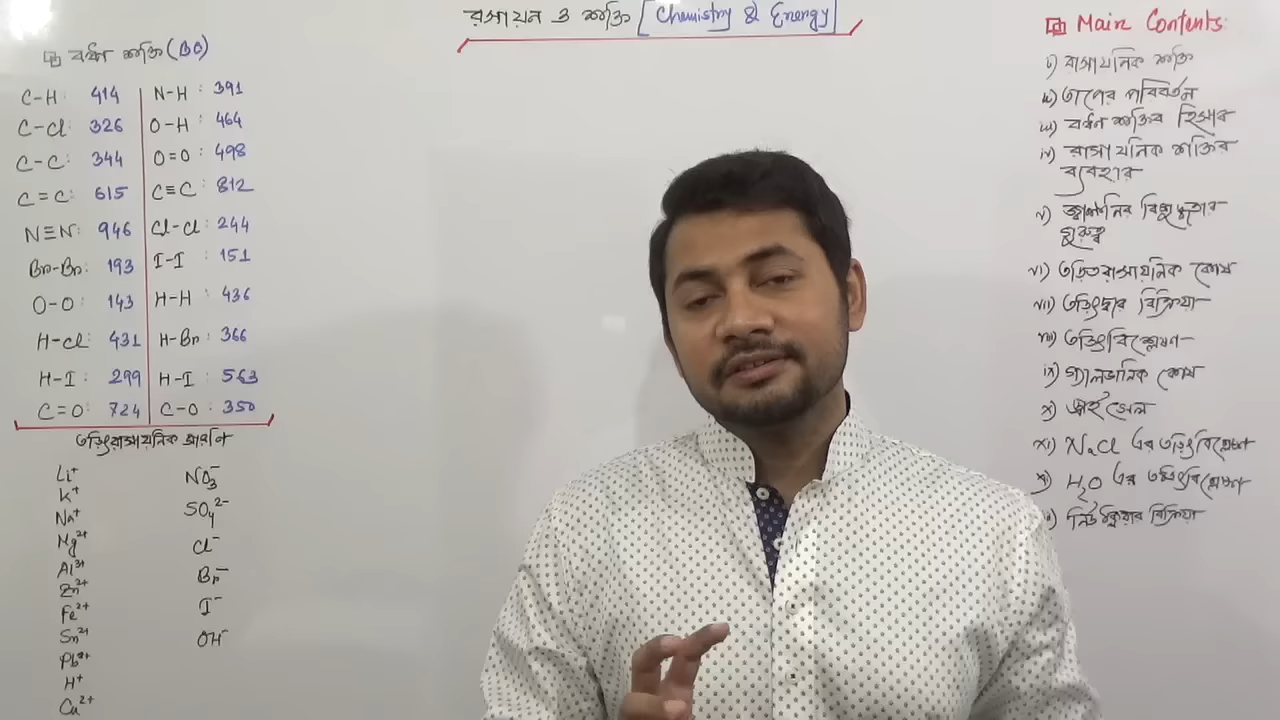 রসায়ন ও শক্তি [Chemistry & Energy]
বন্ধন শক্তি (BO)
C-H: 414
C-Cl: 326
C-C: 344
C=C: 615
N≡N: 946
Br-Br: 193
O-O: 143
H-Cl: 431
H-I: 299
C=O: 724
N-H: 391
O-H: 464
O=O: 498
C≡C: 812
Cl-Cl: 244
I-I: 151
H-H: 436
H-Br: 366
H-I: 563
C-O: 350
তড়িৎরাসায়নিক সারণি
Li⁺
K⁺
Na⁺
Mg²⁺
Al³⁺
Zn²⁺
Fe²⁺
Sn²⁺
Pb²⁺
H⁺
Cu²⁺
NO₃⁻
SO₄²⁻
Cl⁻
Br⁻
I⁻
OH⁻
Main Contents:
i) রাসায়নিক শক্তি
ii) তাপের পরিবর্তন
iii) বন্ধন শক্তির হিসাব
iv) রাসায়নিক শক্তির
ব্যবহার
v) জ্বালানির বিশুদ্ধতার
গুরুত্ব
vi) তড়িৎরাসায়নিক কোষ
vii) তড়িৎদ্বার বিক্রিয়া
viii) তড়িৎবিশ্লেষণ
ix) গ্যালভানিক কোষ
x) ড্রাই সেল
xi) NaCl এর তড়িৎবিশ্লেষণ
xii) H₂O এর তড়িৎবিশ্লেষণ
নিউক্লিয়ার বিক্রিয়া